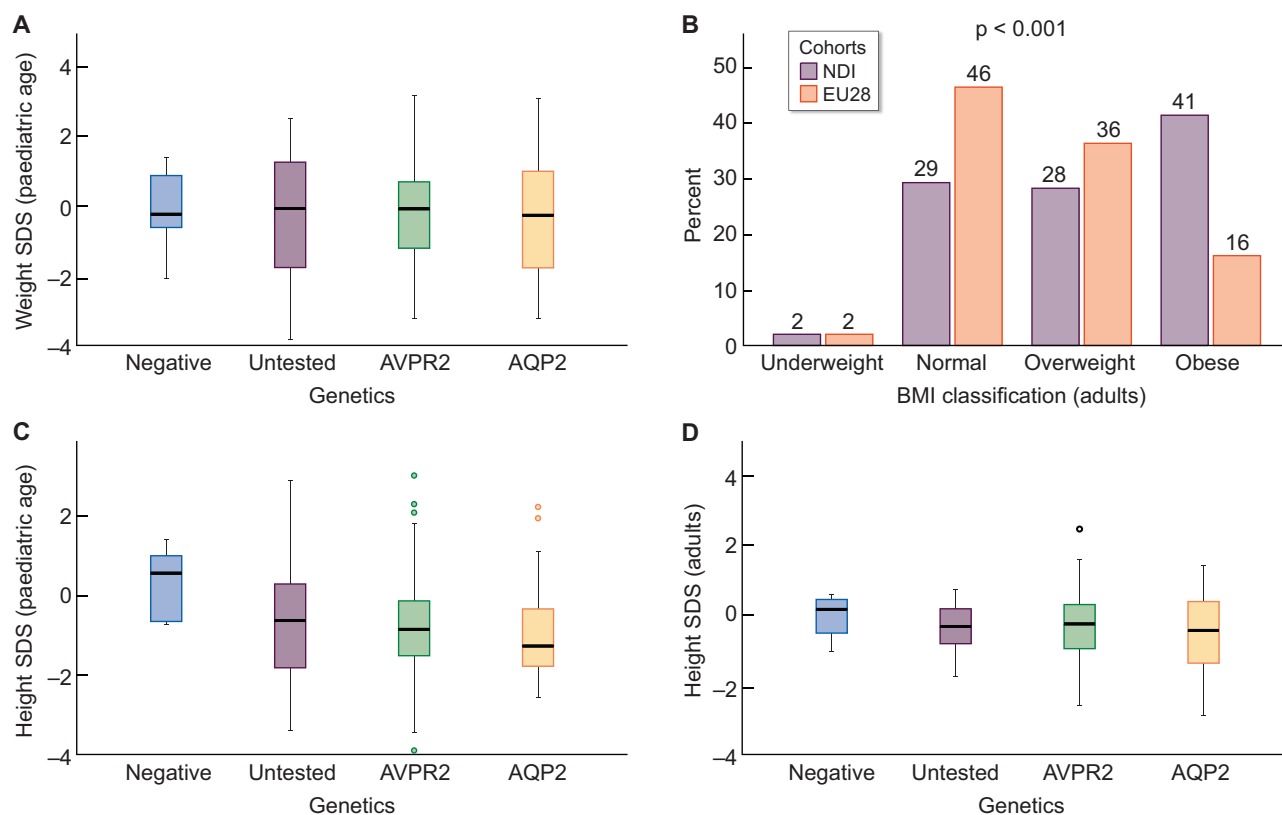 A
Weight SDS (paediatric age)
4
2
0
–2
–4
Negative
Untested
AVPR2
AQP2
Genetics
B
p < 0.001
Cohorts
NDI
EU28
Percent
50
40
30
20
10
0
2
2
29
46
28
36
41
16
Underweight
Normal
Overweight
Obese
BMI classification (adults)
C
Height SDS (paediatric age)
2
0
–2
–4
Negative
Untested
AVPR2
AQP2
Genetics
D
Height SDS (adults)
4
2
0
–2
–4
Negative
Untested
AVPR2
AQP2
Genetics